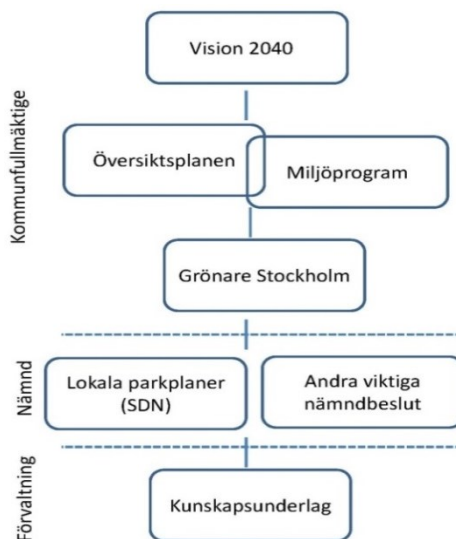 Vision 2040
Kommunfullmäktige
Översiktsplanen
Miljöprogram
Grönare Stockholm
Nämnd
Lokala parkplaner
(SDN)
Andra viktiga
nämndbeslut
Förvaltning
Kunskapsunderlag